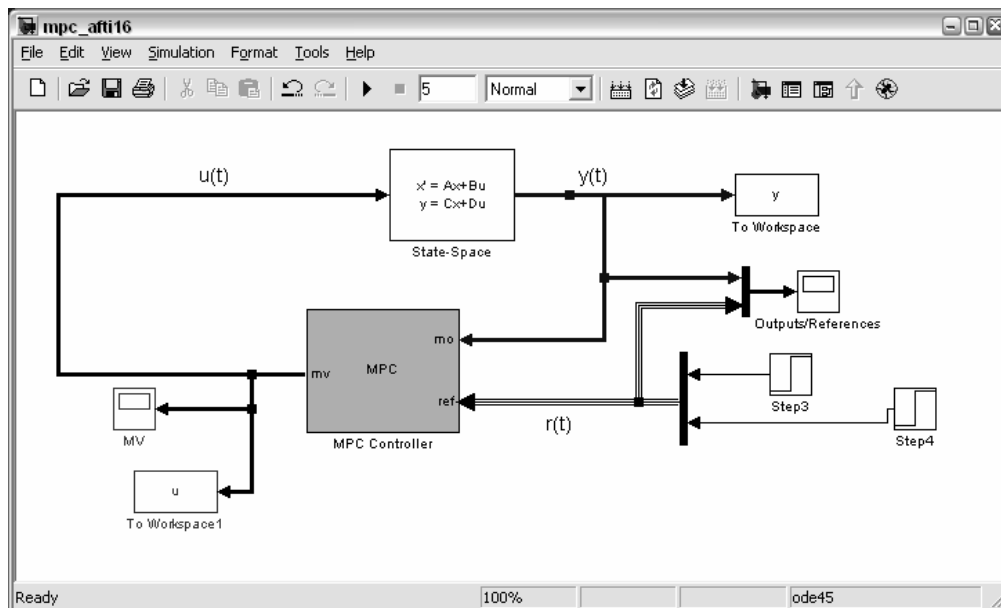 mpc_afti16
File Edit View Simulation Format Tools Help
5 Normal
u(t)
x' = Ax+Bu
y = Cx+Du
State-Space
y(t)
y
To Workspace
Outputs/References
mo
mv
MPC
ref
MPC Controller
r(t)
Step3
Step4
MV
u
To Workspace1
Ready 100% ode45